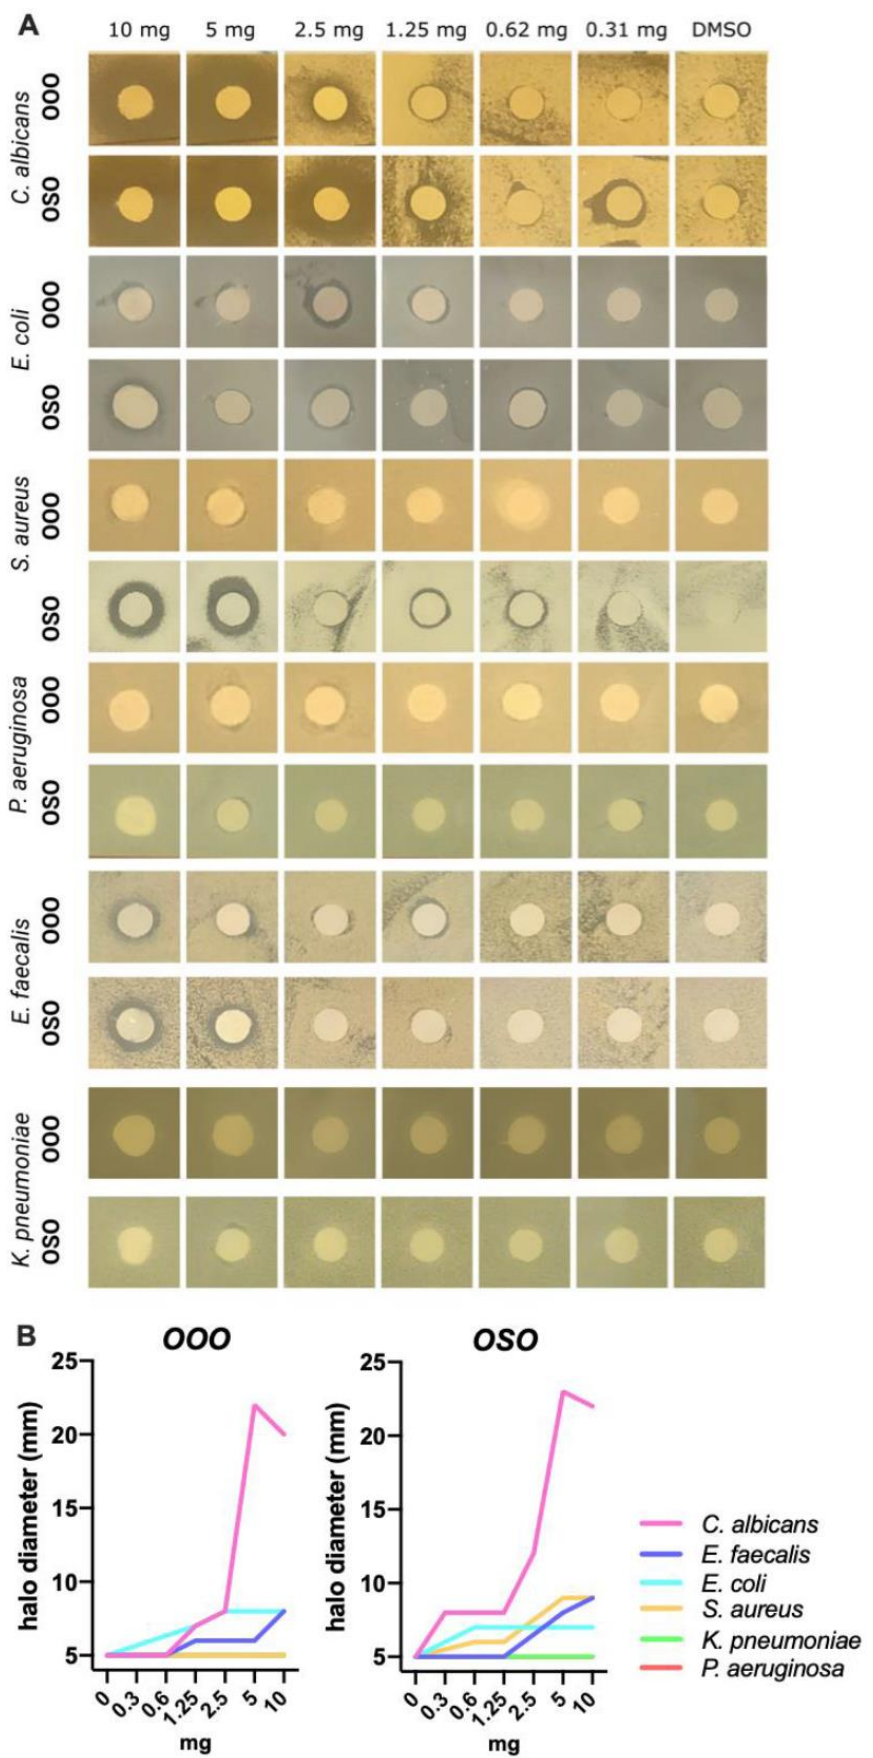 A
10 mg 5 mg 2.5 mg 1.25 mg 0.62 mg 0.31 mg DMSO
C. albicans
OOO
OSO
E. coli
OOO
OSO
S. aureus
OOO
OSO
P. aeruginosa
OOO
OSO
E. faecalis
OOO
OSO
K. pneumoniae
OOO
OSO
B
OOO
halo diameter (mm)
25
20
15
10
5
0 0.3 0.6 1.25 2.5 5 10
mg
OSO
halo diameter (mm)
25
20
15
10
5
0 0.3 0.6 1.25 2.5 5 10
mg
C. albicans
E. faecalis
E. coli
S. aureus
K. pneumoniae
P. aeruginosa